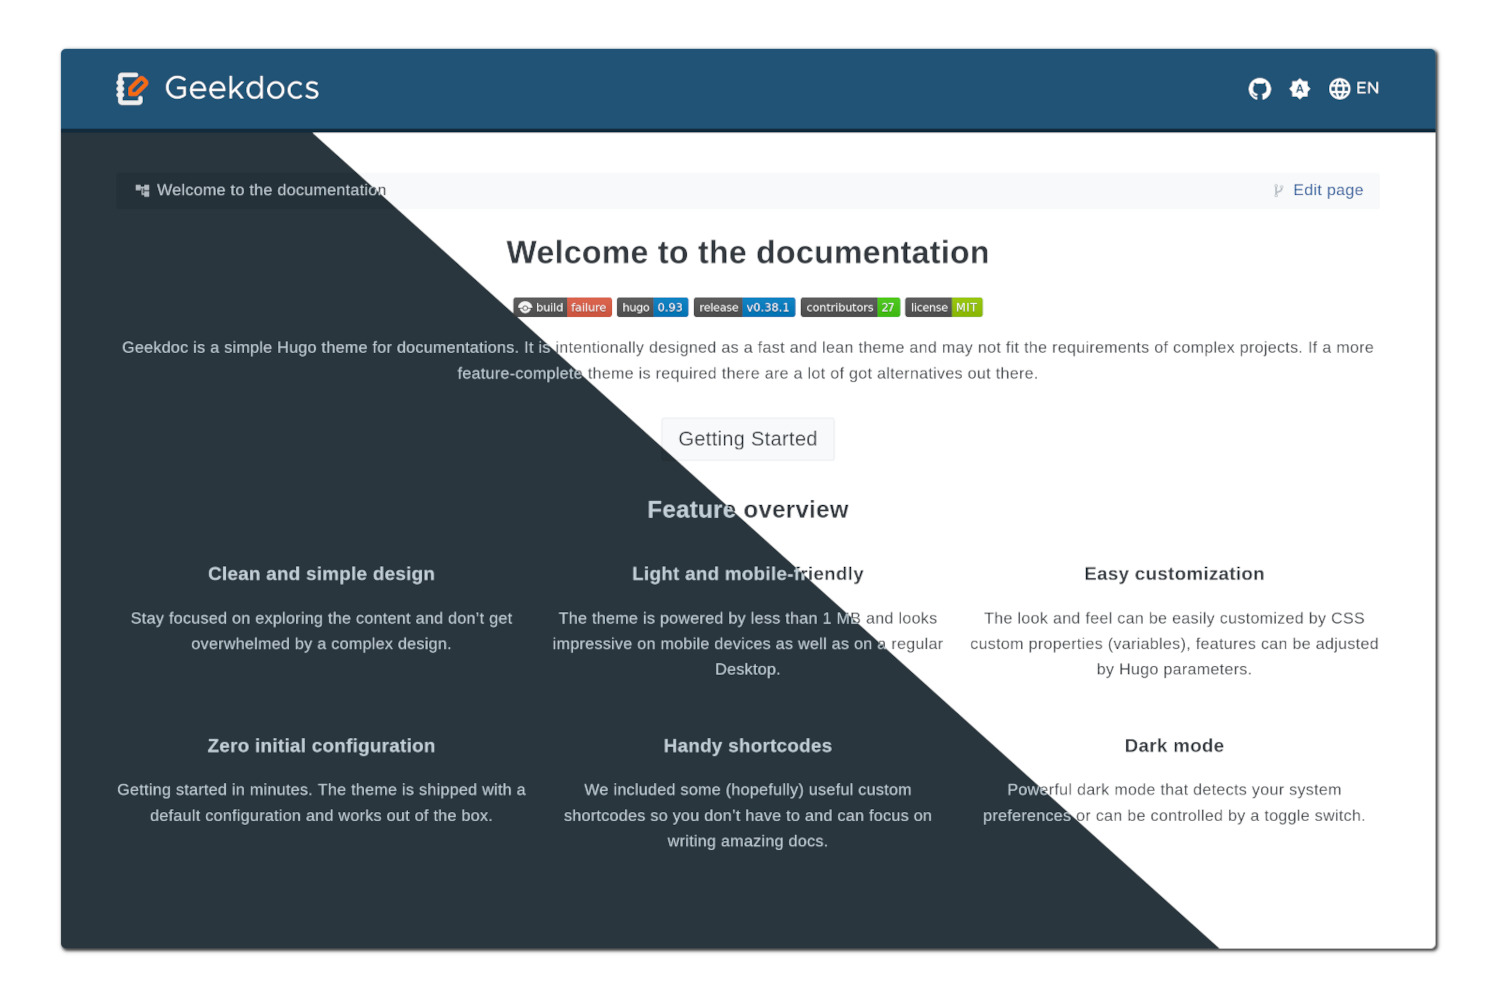 Geekdocs
A
EN
Welcome to the documentation
Edit page
Welcome to the documentation
build failure hugo 0.93 release v0.38.1 contributors 27 license MIT
Geekdoc is a simple Hugo theme for documentations. It is intentionally designed as a fast and lean theme and may not fit the requirements of complex projects. If a more
feature-complete theme is required there are a lot of got alternatives out there.
Getting Started
Feature overview
Clean and simple design
Stay focused on exploring the content and don’t get
overwhelmed by a complex design.
Light and mobile-friendly
The theme is powered by less than 1 MB and looks
impressive on mobile devices as well as on a regular
Desktop.
Easy customization
The look and feel can be easily customized by CSS
custom properties (variables), features can be adjusted
by Hugo parameters.
Zero initial configuration
Getting started in minutes. The theme is shipped with a
default configuration and works out of the box.
Handy shortcodes
We included some (hopefully) useful custom
shortcodes so you don’t have to and can focus on
writing amazing docs.
Dark mode
Powerful dark mode that detects your system
preferences or can be controlled by a toggle switch.